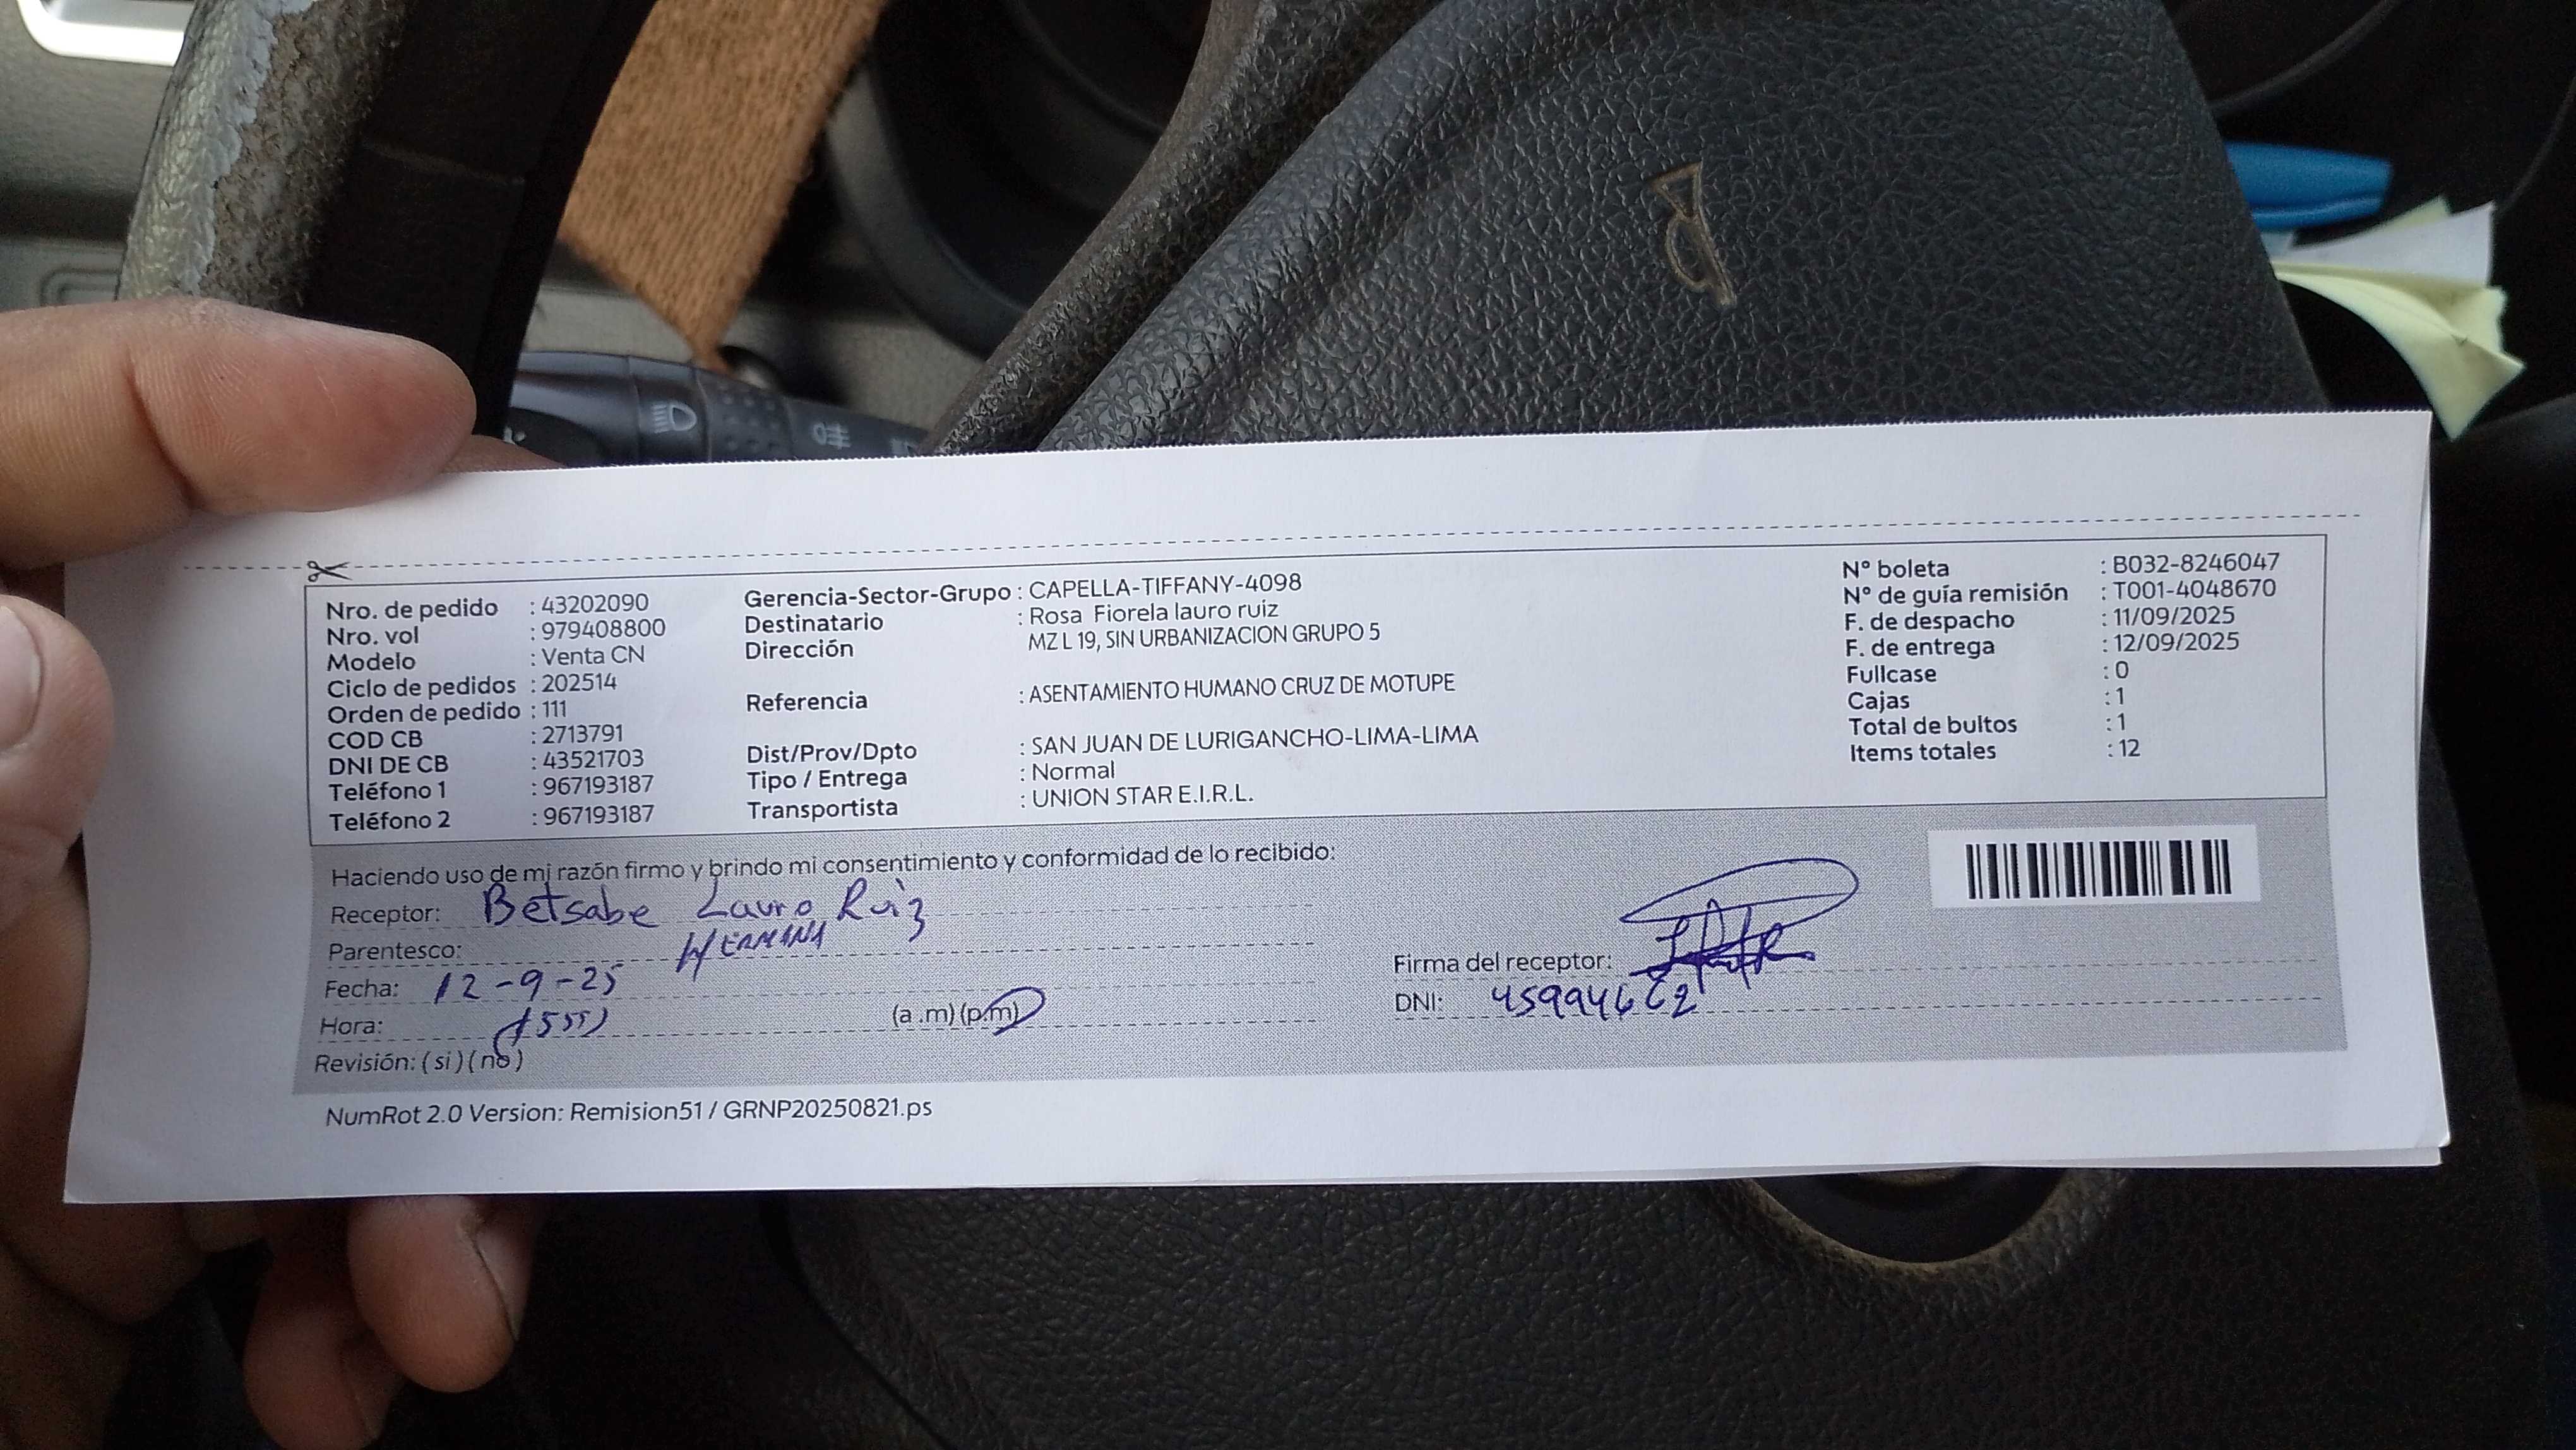 Nro. de pedido : 43202090
Nro. vol : 979408800
Modelo : Venta CN
Ciclo de pedidos : 202514
Orden de pedido : 111
COD CB : 2713791
DNI DE CB : 43521703
Teléfono 1 : 967193187
Teléfono 2 : 967193187
Gerencia-Sector-Grupo : CAPELLA-TIFFANY-4098
Destinatario : Rosa Fiorela lauro ruiz
Dirección MZ L 19, SIN URBANIZACION GRUPO 5
Referencia : ASENTAMIENTO HUMANO CRUZ DE MOTUPE
Dist/Prov/Dpto : SAN JUAN DE LURIGANCHO-LIMA-LIMA
Tipo / Entrega : Normal
Transportista : UNION STAR E.I.R.L.
N° boleta : B032-8246047
N° de guía remisión : T001-4048670
F. de despacho : 11/09/2025
F. de entrega : 12/09/2025
Fullcase : 0
Cajas : 1
Total de bultos : 1
Items totales : 12
Haciendo uso de mi razón firmo y brindo mi consentimiento y conformidad de lo recibido:
Receptor: Betsabe Lauro Ruiz
Parentesco: HERMANA
Fecha: 12-9-25
Hora: (a .m) (p.m)
Revisión: ( si ) ( no )
Firma del receptor:
DNI:
NumRot 2.0 Version: Remision51 / GRNP20250821.ps